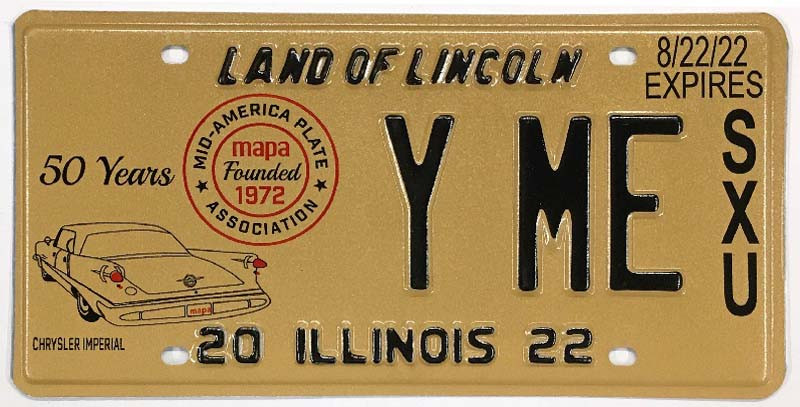 LAND OF LINCOLN
8/22/22
EXPIRES
MID-AMERICA PLATE
mapa
Founded
1972
ASSOCIATION
50 Years
Y ME
SXU
mapa
CHRYSLER IMPERIAL
20 ILLINOIS 22